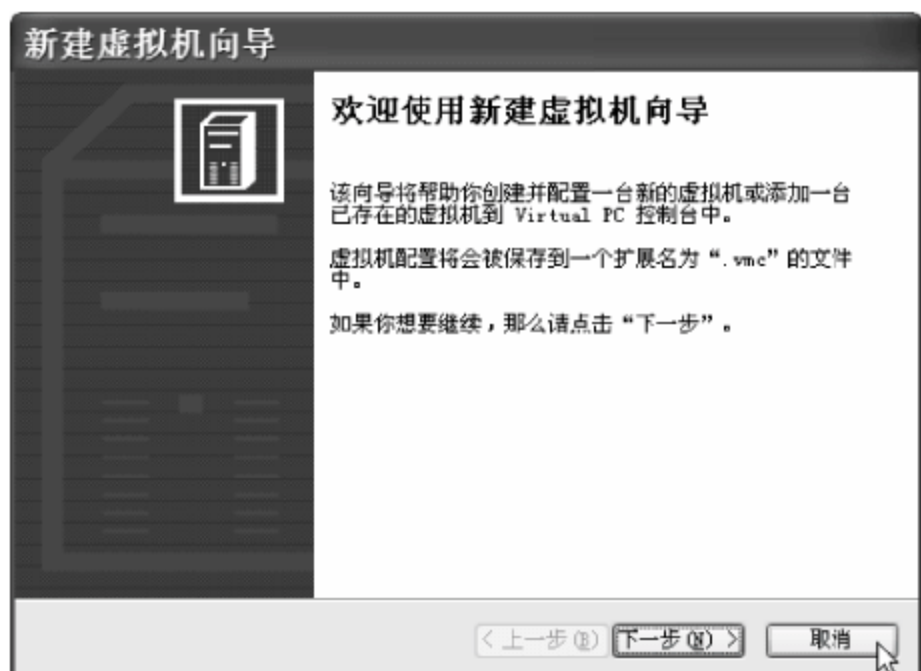 新建虚拟机向导
欢迎使用新建虚拟机向导
该向导将帮助你创建并配置一台新的虚拟机或添加一台
已存在的虚拟机到 Virtual PC 控制台中。
虚拟机配置将会被保存到一个扩展名为“.vmc”的文件
中。
如果你想要继续，那么请点击“下一步”。
< 上一步(B)  下一步(N) >  取消